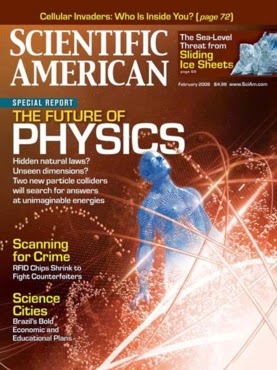 Cellular Invaders: Who Is Inside You? (page 72)
SCIENTIFIC
AMERICAN
The Sea-Level
Threat from
Sliding
Ice Sheets
page 60
February 2008 $4.99 www.SciAm.com
SPECIAL REPORT
THE FUTURE OF
PHYSICS
Hidden natural laws?
Unseen dimensions?
Two new particle colliders
will search for answers
at unimaginable energies
Scanning
for Crime
RFID Chips Shrink to
Fight Counterfeiters
Science
Cities
Brazil's Bold
Economic and
Educational Plans